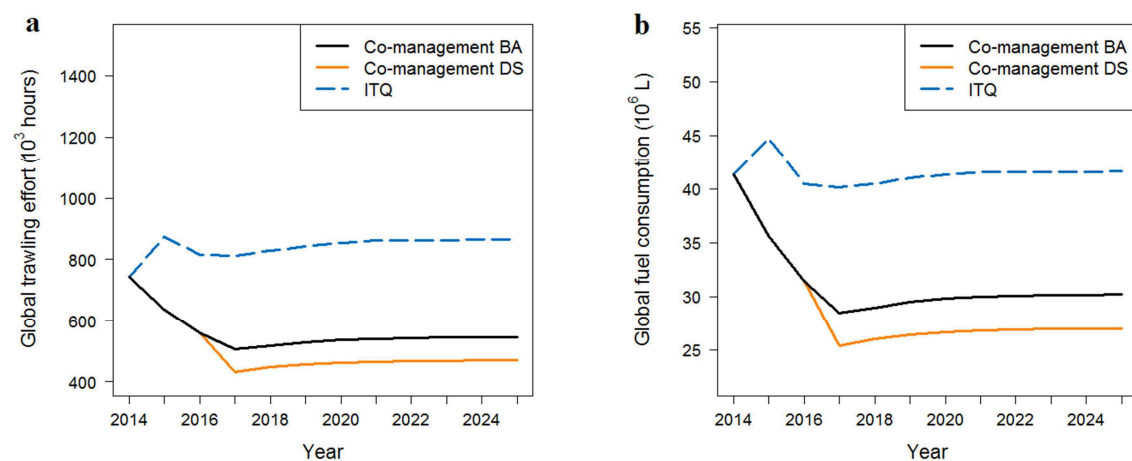 a
Co-management BA
Co-management DS
ITQ
Global trawling effort (10³ hours)
1400
1200
1000
800
600
400
2014 2016 2018 2020 2022 2024
Year
b
Co-management BA
Co-management DS
ITQ
Global fuel consumption (10⁶ L)
55
50
45
40
35
30
25
2014 2016 2018 2020 2022 2024
Year